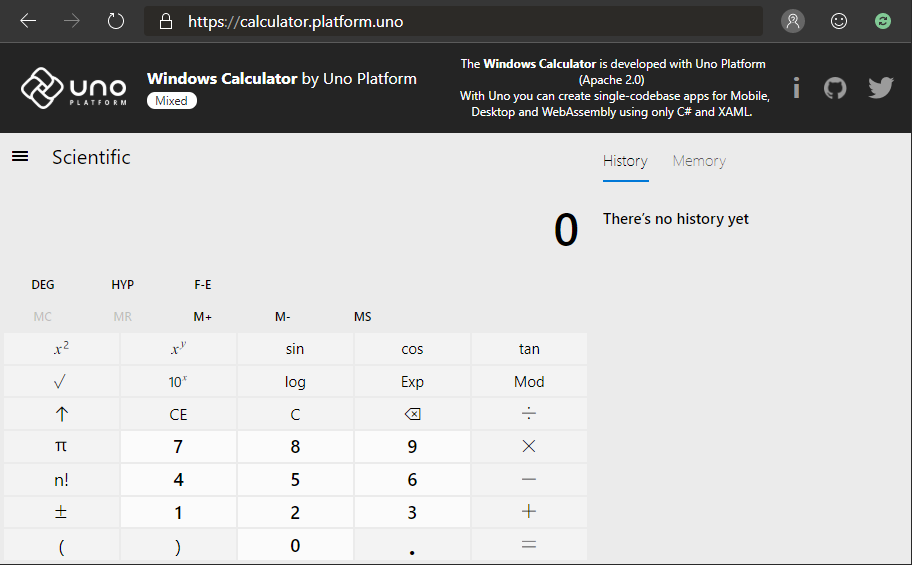 https://calculator.platform.uno
uno
PLATFORM
Windows Calculator by Uno Platform
Mixed
The Windows Calculator is developed with Uno Platform
(Apache 2.0)
With Uno you can create single-codebase apps for Mobile,
Desktop and WebAssembly using only C# and XAML.
Scientific
History Memory
0
There's no history yet
DEG HYP F-E
MC MR M+ M- MS
x² xʸ sin cos tan
√ 10ˣ log Exp Mod
↑ CE C ⌫ ÷
π 7 8 9 ×
n! 4 5 6 −
± 1 2 3 +
( ) 0 . =